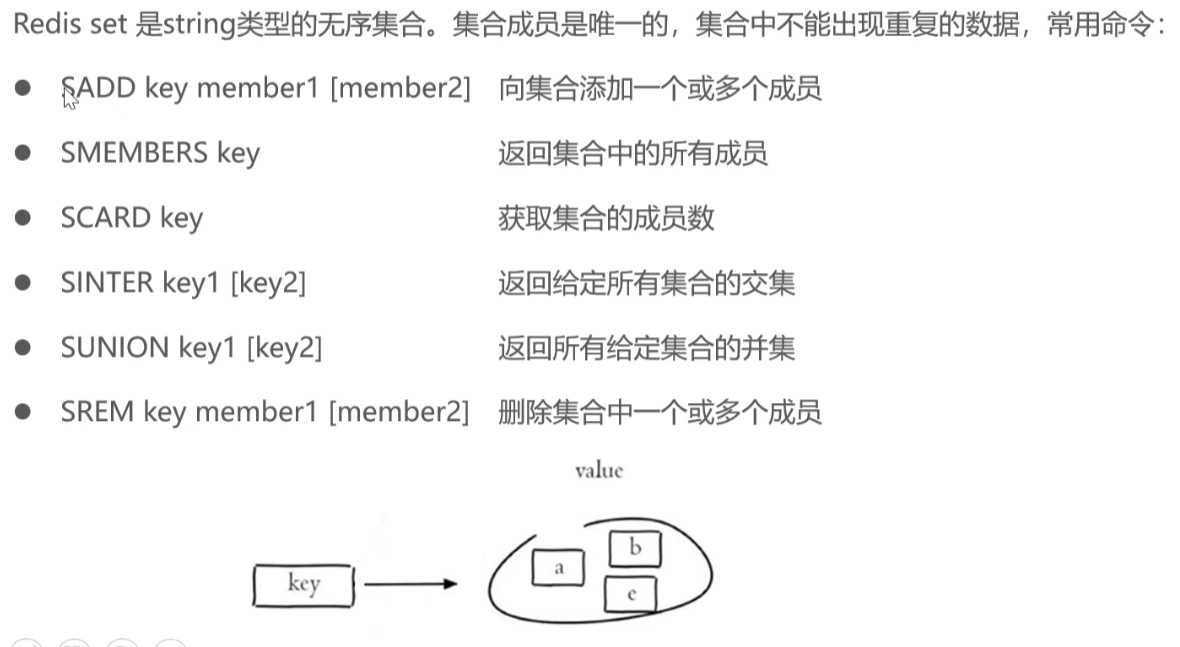 Redis set 是string类型的无序集合。集合成员是唯一的，集合中不能出现重复的数据，常用命令：
● SADD key member1 [member2] 向集合添加一个或多个成员
● SMEMBERS key 返回集合中的所有成员
● SCARD key 获取集合的成员数
● SINTER key1 [key2] 返回给定所有集合的交集
● SUNION key1 [key2] 返回所有给定集合的并集
● SREM key member1 [member2] 删除集合中一个或多个成员
value
key
a
b
e